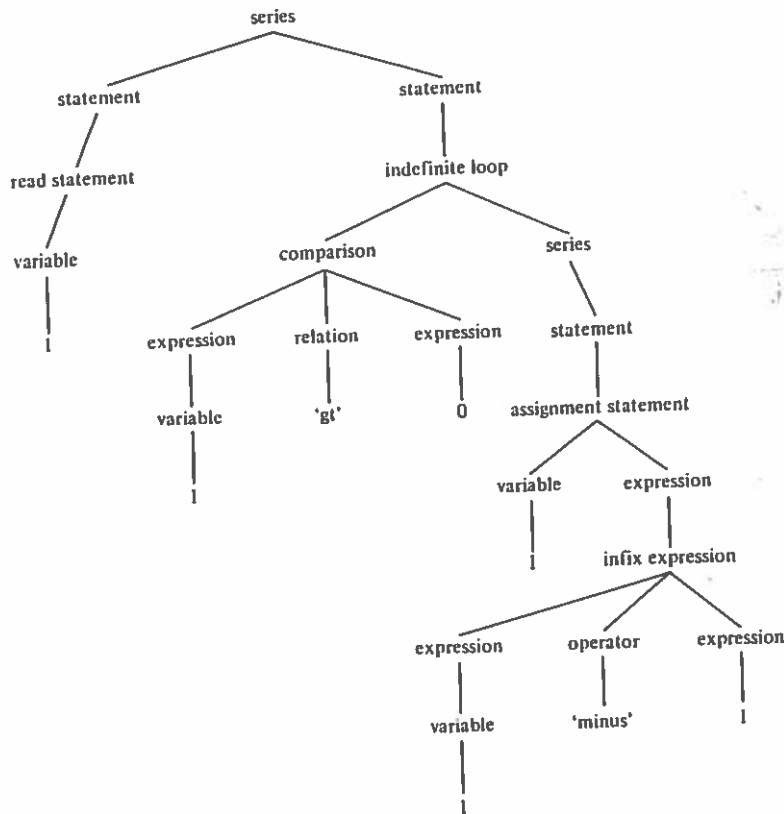 series
statement statement
read statement indefinite loop
variable comparison series
1 expression relation expression statement
variable 'gt' 0 assignment statement
1 variable expression
1 infix expression
expression operator expression
variable 'minus' 1
1